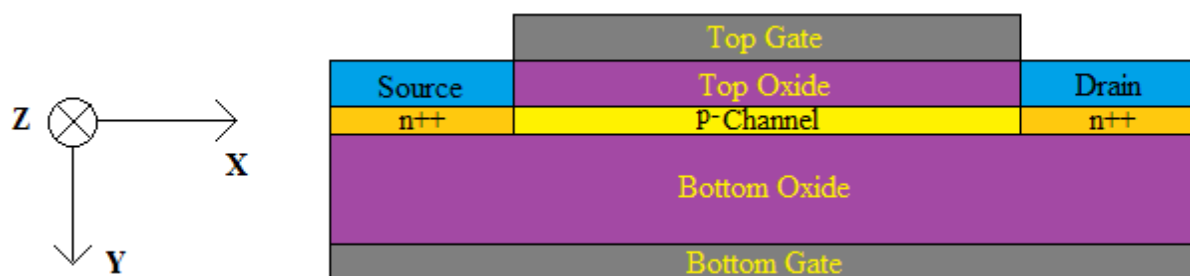 Top Gate
Source Top Oxide Drain
Z n++ p-Channel n++
X
Bottom Oxide
Y Bottom Gate